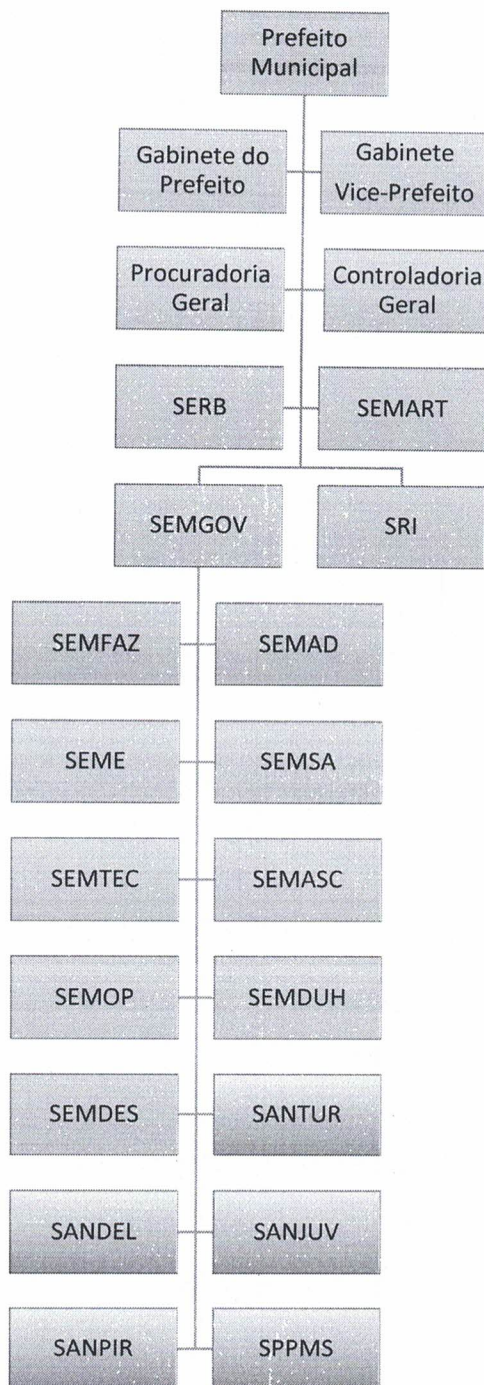 Prefeito
Municipal
Gabinete do
Prefeito
Gabinete
Vice-Prefeito
Procuradoria
Geral
Controladoria
Geral
SERB
SEMART
SEMGOV
SRI
SEMFAZ
SEMAD
SEME
SEMSA
SEMTEC
SEMASC
SEMOP
SEMDUH
SEMDES
SANTUR
SANDEL
SANJUV
SANPIR
SPPMS